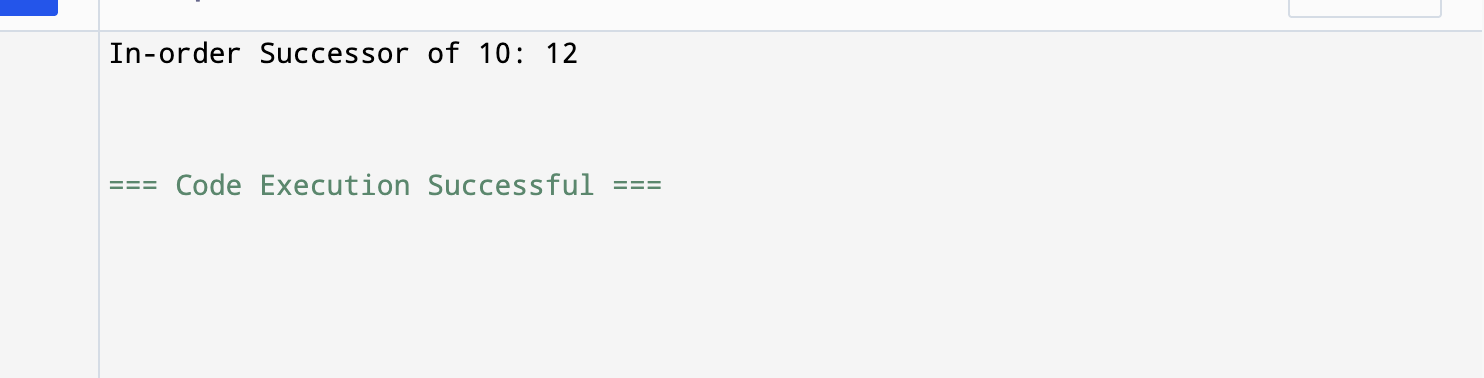 In-order Successor of 10: 12
=== Code Execution Successful ===